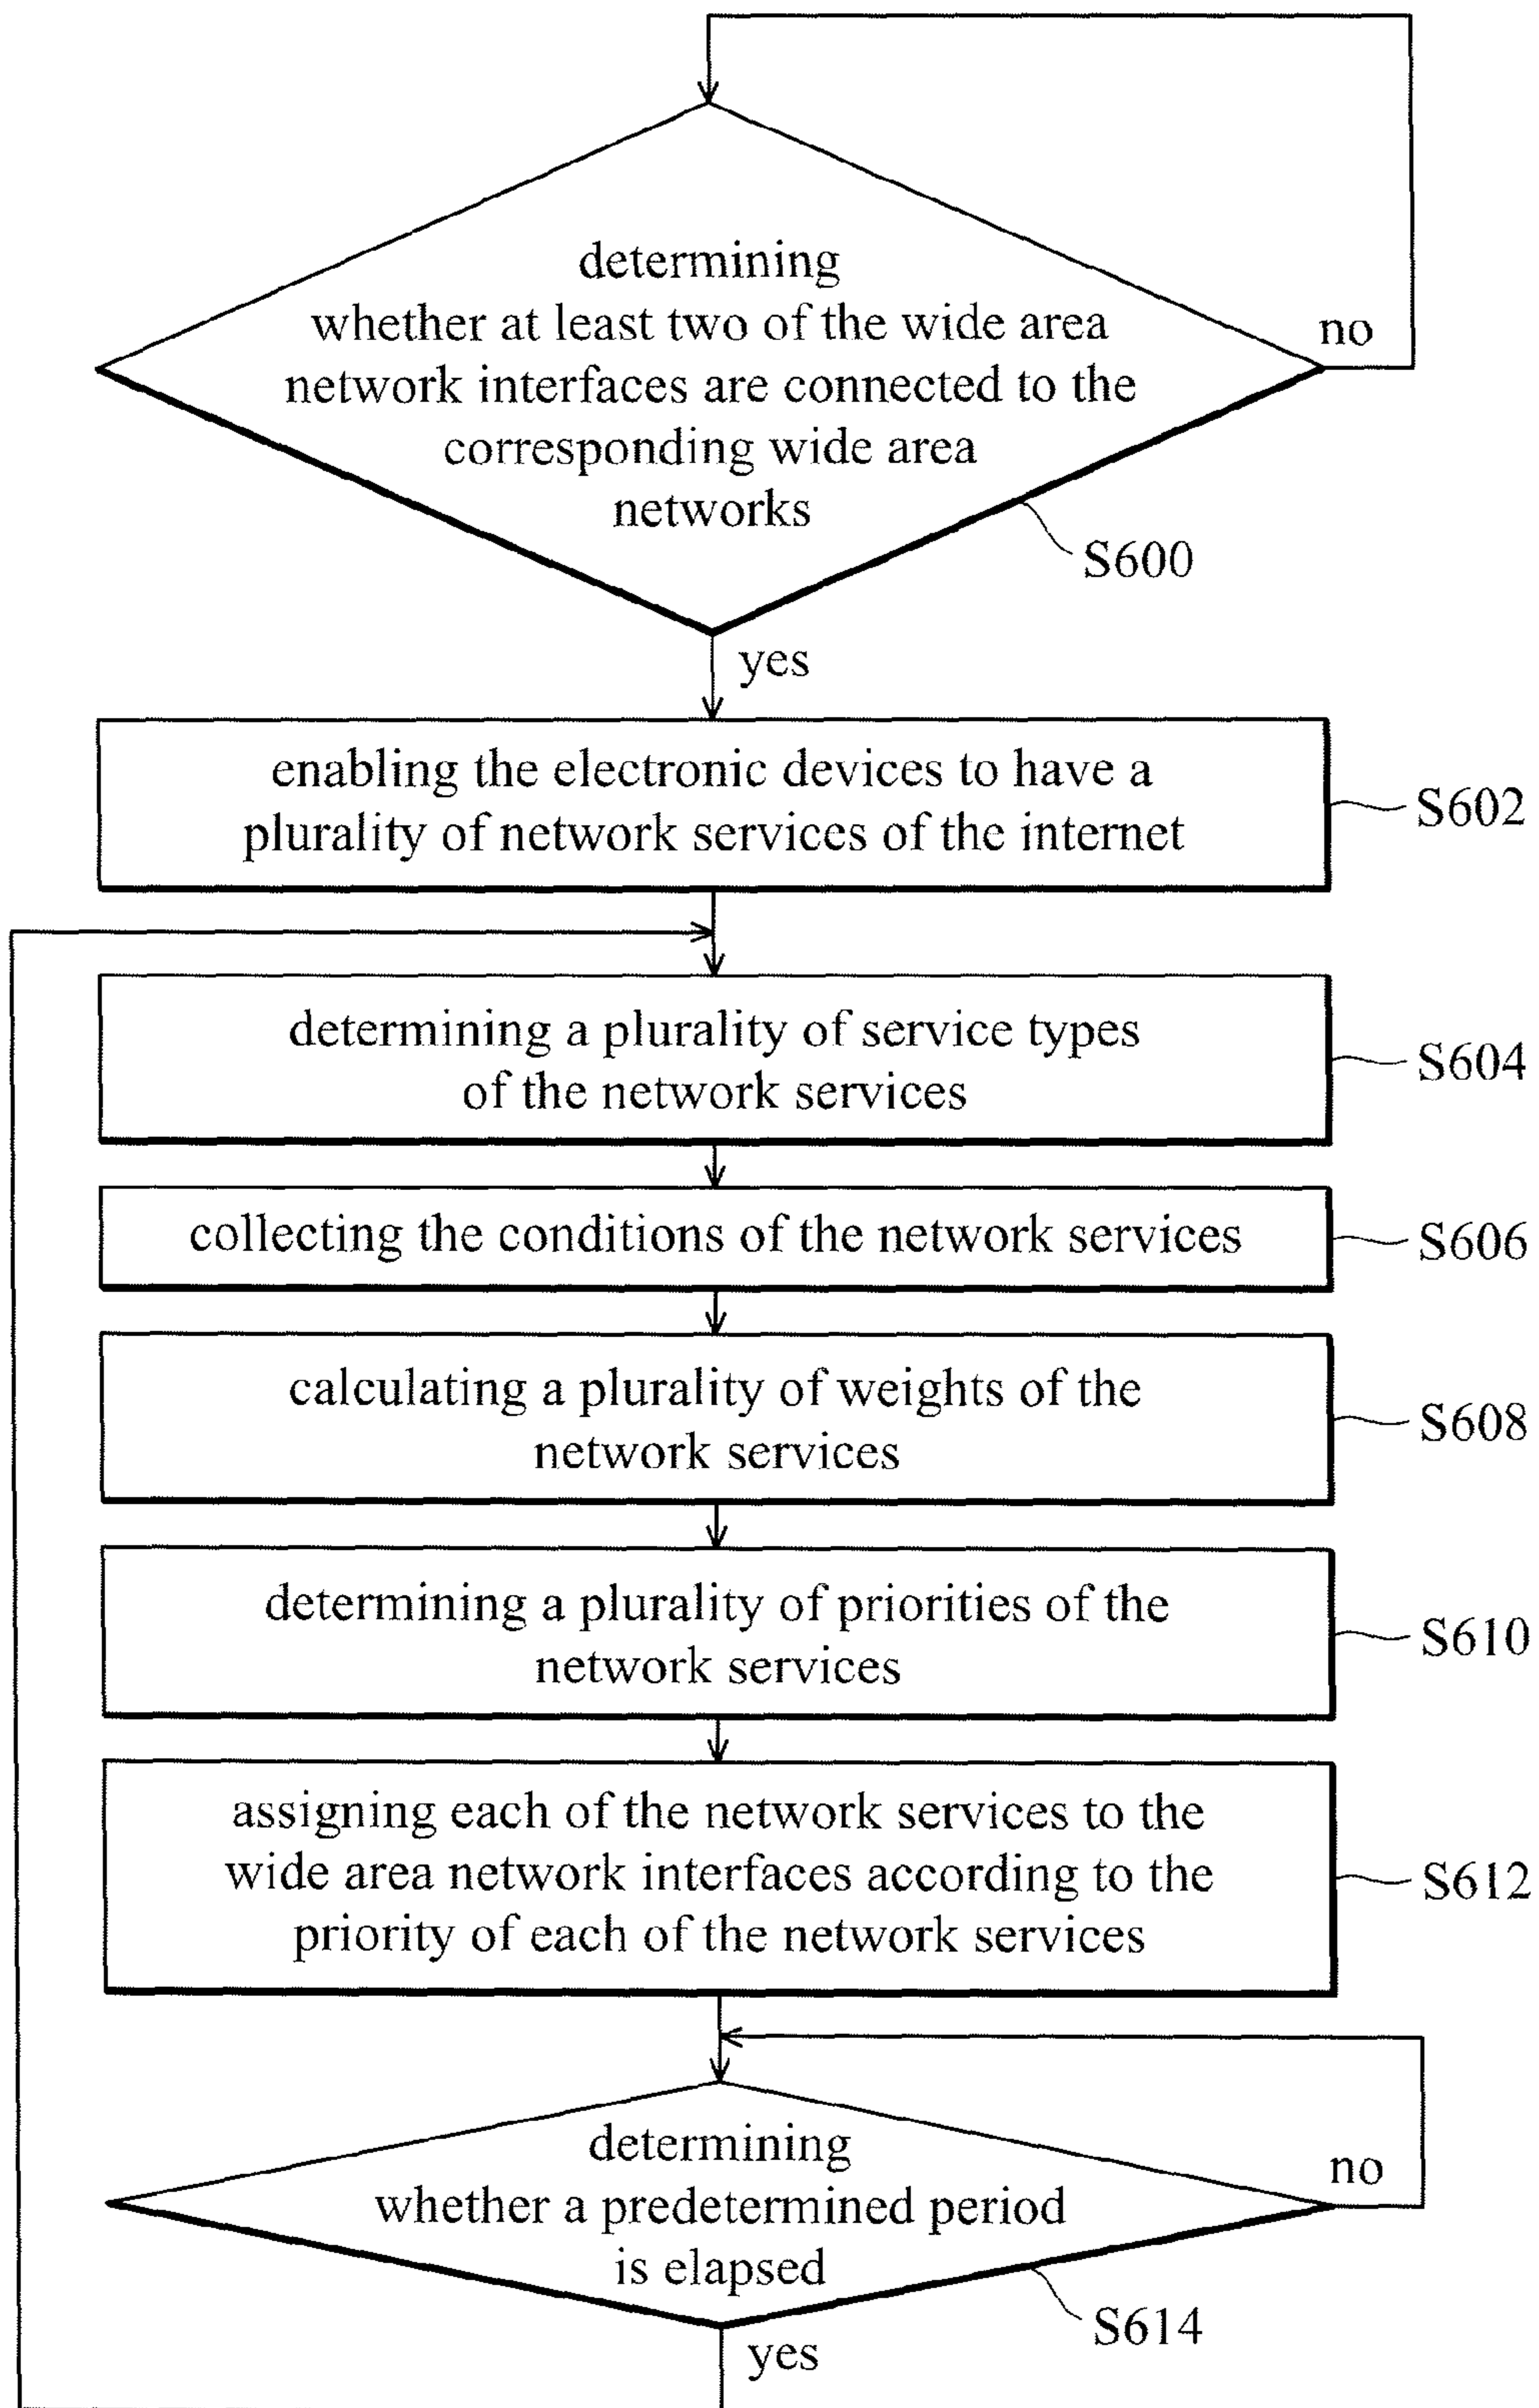 determining
whether at least two of the wide area
network interfaces are connected to the
corresponding wide area
networks
no
S600
yes
enabling the electronic devices to have a
plurality of network services of the internet
S602
determining a plurality of service types
of the network services
S604
collecting the conditions of the network services
S606
calculating a plurality of weights of the
network services
S608
determining a plurality of priorities of the
network services
S610
assigning each of the network services to the
wide area network interfaces according to the
priority of each of the network services
S612
determining
whether a predetermined period
is elapsed
no
S614
yes